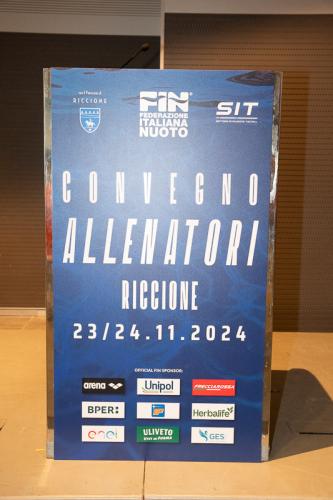 RICCIONE
FIN
FEDERAZIONE
ITALIANA
NUOTO
SIT
CONVEGNO
ALLENATORI
RICCIONE
23/24.11.2024
OFFICIAL FIN SPONSOR:
arena
Unipol
FRECCIAROSSA
BPER:
Herbalife
enel
ULIVETO
GES